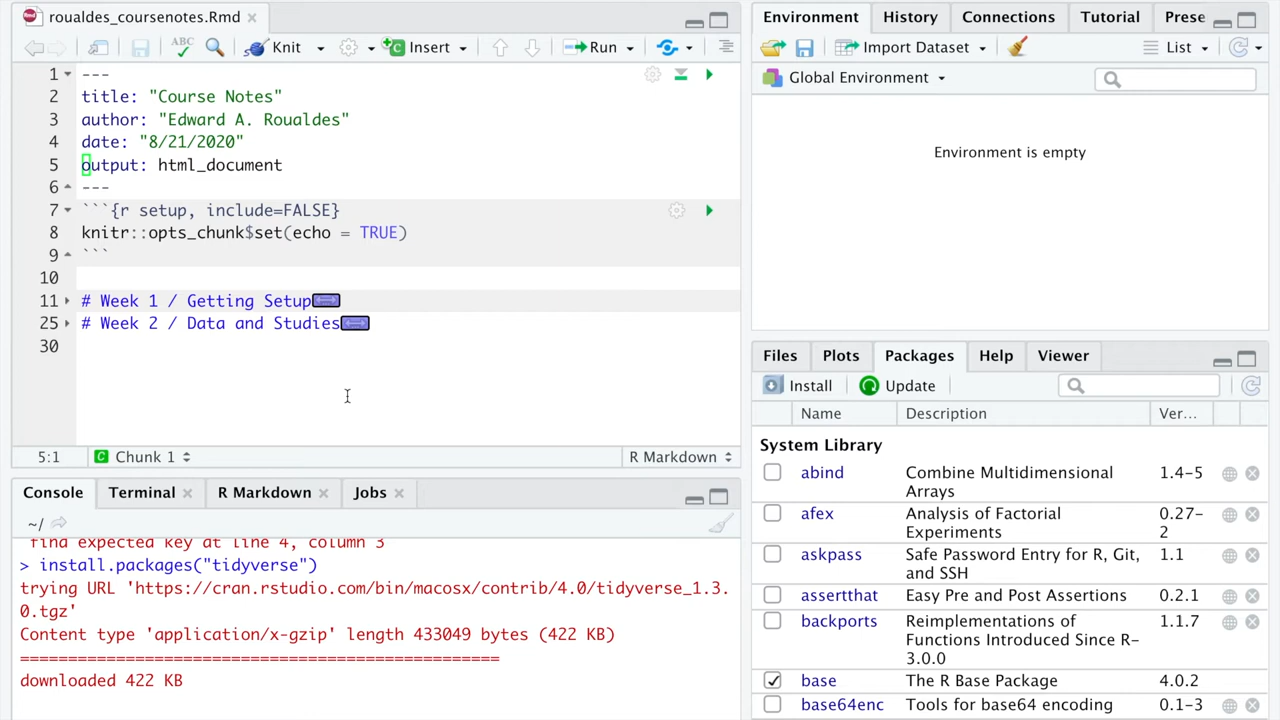 roualdes_coursenotes.Rmd
ABC Knit Insert Run
1 ---
2 title: "Course Notes"
3 author: "Edward A. Roualdes"
4 date: "8/21/2020"
5 output: html_document
6 ---
7 ```{r setup, include=FALSE}
8 knitr::opts_chunk$set(echo = TRUE)
9 ```
10
11 # Week 1 / Getting Setup
25 # Week 2 / Data and Studies
30
5:1 C Chunk 1 R Markdown
Console Terminal R Markdown Jobs
~/
find expected key at line 4, column 3
> install.packages("tidyverse")
trying URL 'https://cran.rstudio.com/bin/macosx/contrib/4.0/tidyverse_1.3.
0.tgz'
Content type 'application/x-gzip' length 433049 bytes (422 KB)
==================================================
downloaded 422 KB
Environment History Connections Tutorial Prese
Import Dataset List
Global Environment
Environment is empty
Files Plots Packages Help Viewer
Install Update
Name Description Ver...
System Library
abind Combine Multidimensional 1.4-5
Arrays
afex Analysis of Factorial 0.27-
Experiments 2
askpass Safe Password Entry for R, Git, 1.1
and SSH
assertthat Easy Pre and Post Assertions 0.2.1
backports Reimplementations of 1.1.7
Functions Introduced Since R-
3.0.0
base The R Base Package 4.0.2
base64enc Tools for base64 encoding 0.1-3